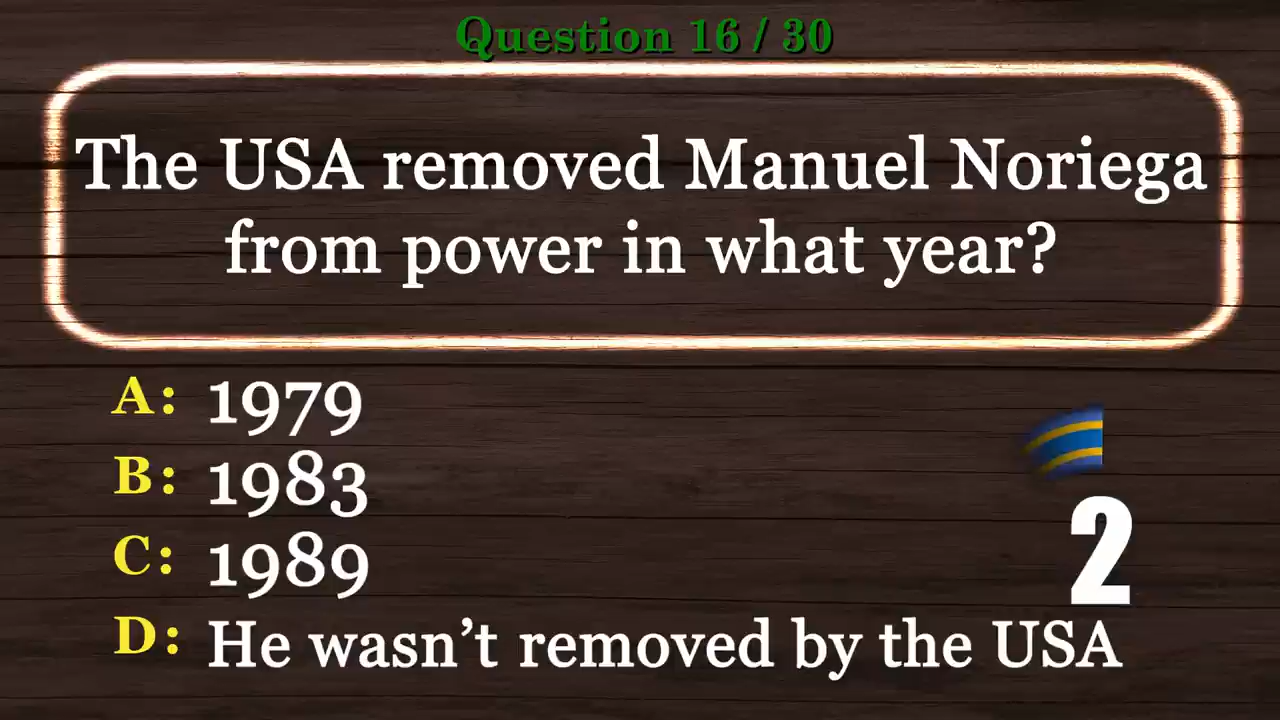 Question 16 / 30
The USA removed Manuel Noriega
from power in what year?
A: 1979
B: 1983
C: 1989
2
D: He wasn’t removed by the USA